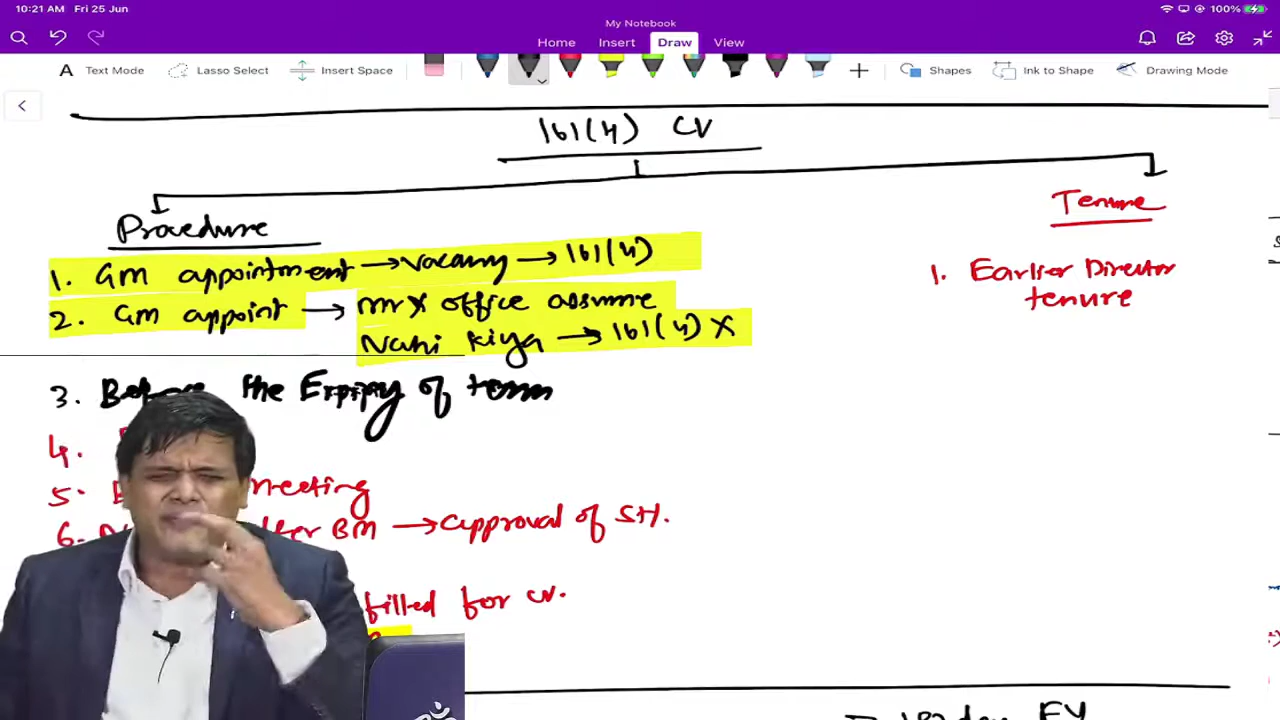 10:21 AM Fri 25 Jun
100%
My Notebook
Home Insert Draw View
A Text Mode Lasso Select Insert Space Shapes Ink to Shape Drawing Mode
161(4) CV
Procedure
1. GM appointment → Vacancy → 161(4)
2. GM appoint → Mr X office assume
Nahi kiya → 161(4) X
3. the Expipy of term
4.
5. meeting
6. BM → approval of SH.
filled for cv.
Tenure
1. Earlier Director
tenure
FY